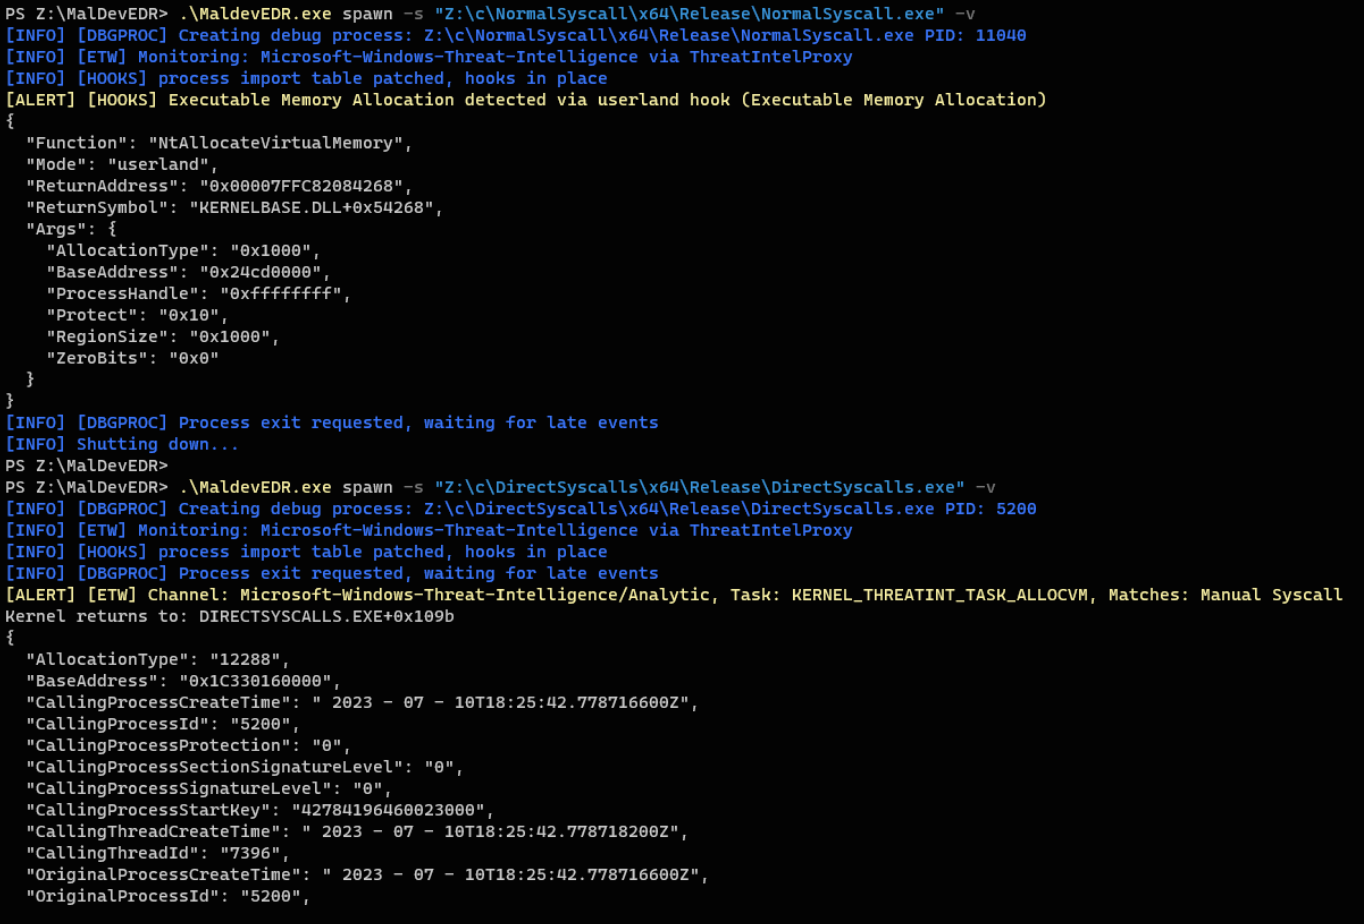 PS Z:\MalDevEDR> .\MaldevEDR.exe spawn -s "Z:\c\NormalSyscall\x64\Release\NormalSyscall.exe" -v
[INFO] [DBGPROC] Creating debug process: Z:\c\NormalSyscall\x64\Release\NormalSyscall.exe PID: 11040
[INFO] [ETW] Monitoring: Microsoft-Windows-Threat-Intelligence via ThreatIntelProxy
[INFO] [HOOKS] process import table patched, hooks in place
[ALERT] [HOOKS] Executable Memory Allocation detected via userland hook (Executable Memory Allocation)
{
  "Function": "NtAllocateVirtualMemory",
  "Mode": "userland",
  "ReturnAddress": "0x00007FFC82084268",
  "ReturnSymbol": "KERNELBASE.DLL+0x54268",
  "Args": {
    "AllocationType": "0x1000",
    "BaseAddress": "0x24cd0000",
    "ProcessHandle": "0xffffffff",
    "Protect": "0x10",
    "RegionSize": "0x1000",
    "ZeroBits": "0x0"
  }
}
[INFO] [DBGPROC] Process exit requested, waiting for late events
[INFO] Shutting down...
PS Z:\MalDevEDR>
PS Z:\MalDevEDR> .\MaldevEDR.exe spawn -s "Z:\c\DirectSyscalls\x64\Release\DirectSyscalls.exe" -v
[INFO] [DBGPROC] Creating debug process: Z:\c\DirectSyscalls\x64\Release\DirectSyscalls.exe PID: 5200
[INFO] [ETW] Monitoring: Microsoft-Windows-Threat-Intelligence via ThreatIntelProxy
[INFO] [HOOKS] process import table patched, hooks in place
[INFO] [DBGPROC] Process exit requested, waiting for late events
[ALERT] [ETW] Channel: Microsoft-Windows-Threat-Intelligence/Analytic, Task: KERNEL_THREATINT_TASK_ALLOCVM, Matches: Manual Syscall
Kernel returns to: DIRECTSYSCALLS.EXE+0x109b
{
  "AllocationType": "12288",
  "BaseAddress": "0x1C330160000",
  "CallingProcessCreateTime": " 2023 - 07 - 10T18:25:42.778716600Z",
  "CallingProcessId": "5200",
  "CallingProcessProtection": "0",
  "CallingProcessSectionSignatureLevel": "0",
  "CallingProcessSignatureLevel": "0",
  "CallingProcessStartKey": "42784196460023000",
  "CallingThreadCreateTime": " 2023 - 07 - 10T18:25:42.778718200Z",
  "CallingThreadId": "7396",
  "OriginalProcessCreateTime": " 2023 - 07 - 10T18:25:42.778716600Z",
  "OriginalProcessId": "5200",